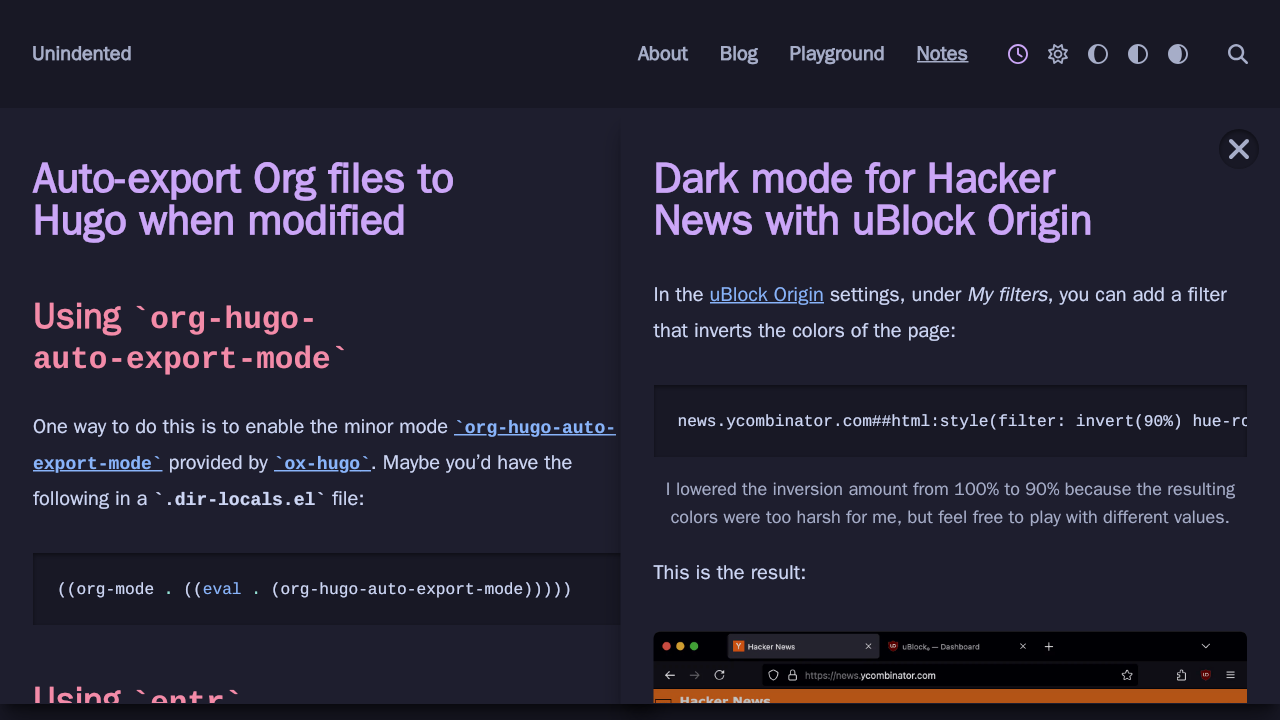 Unindented
About Blog Playground Notes
Auto-export Org files to
Hugo when modified
Using `org-hugo-
auto-export-mode`
One way to do this is to enable the minor mode `org-hugo-auto-
export-mode` provided by `ox-hugo`. Maybe you’d have the
following in a `.dir-locals.el` file:
((org-mode . ((eval . (org-hugo-auto-export-mode)))))
Using `entr`
Dark mode for Hacker
News with uBlock Origin
In the uBlock Origin settings, under My filters, you can add a filter
that inverts the colors of the page:
news.ycombinator.com##html:style(filter: invert(90%) hue-ro
I lowered the inversion amount from 100% to 90% because the resulting
colors were too harsh for me, but feel free to play with different values.
This is the result:
Hacker News
uBlock₀ — Dashboard
https://news.ycombinator.com
Hacker News